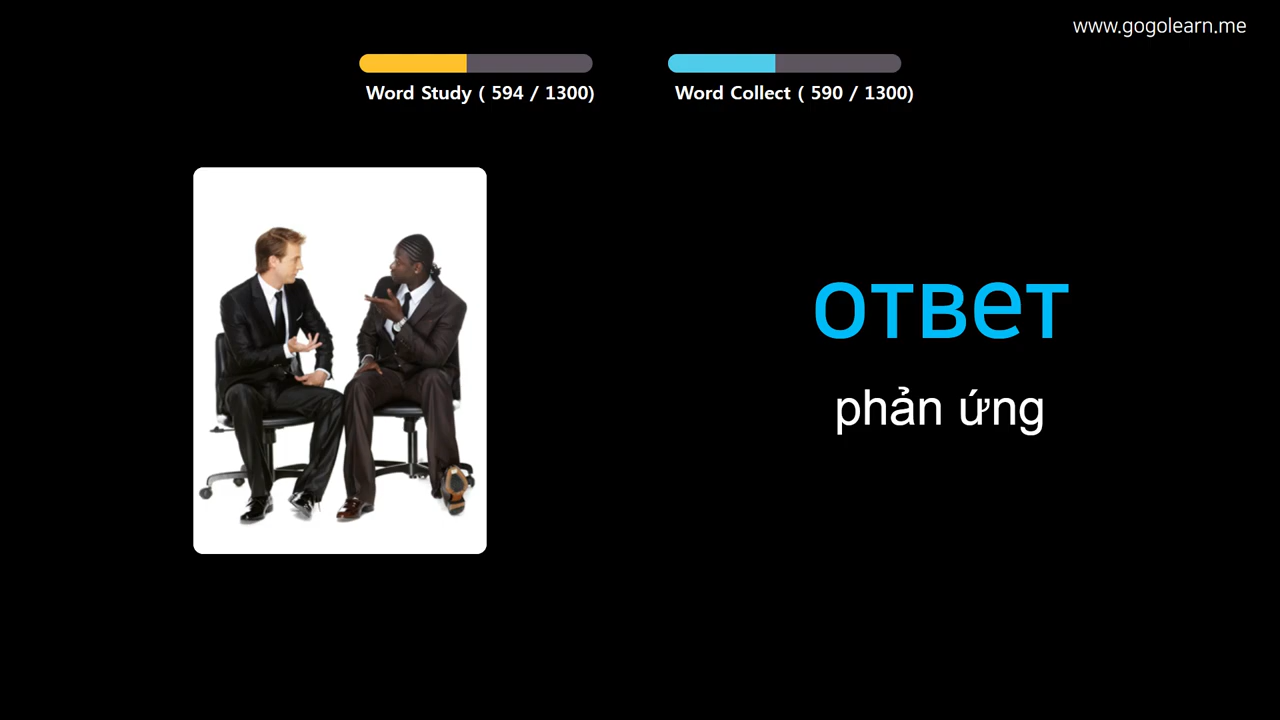 www.gogolearn.me
Word Study ( 594 / 1300)
Word Collect ( 590 / 1300)
ответ
phản ứng